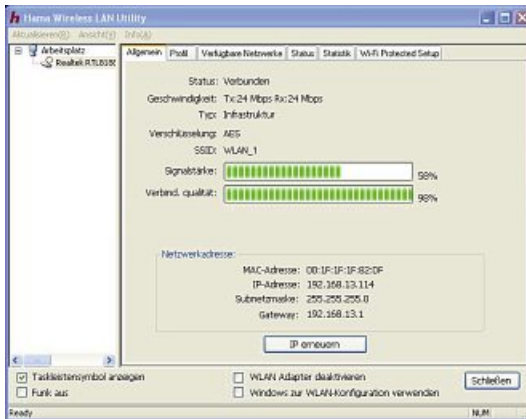 Hama Wireless LAN Utility
Aktualisieren(R) Ansicht(V) Info(A)
Arbeitsplatz
Realtek RTL8188
Allgemein Profil Verfügbare Netzwerke Status Statistik Wi-Fi Protected Setup
Status: Verbunden
Geschwindigkeit: Tx:24 Mbps Rx:24 Mbps
Typ: Infrastruktur
Verschlüsselung: AES
SSID: WLAN_1
Signalstärke: 58%
Verbind. qualität: 98%
Netzwerkadresse:
MAC-Adresse: 00:1F:1F:1F:82:DF
IP-Adresse: 192.168.13.114
Subnetzmaske: 255.255.255.0
Gateway: 192.168.13.1
IP erneuern
Taskleistensymbol anzeigen
WLAN Adapter deaktivieren
Funk aus
Windows zur WLAN-Konfiguration verwenden
Schließen
Ready NUM